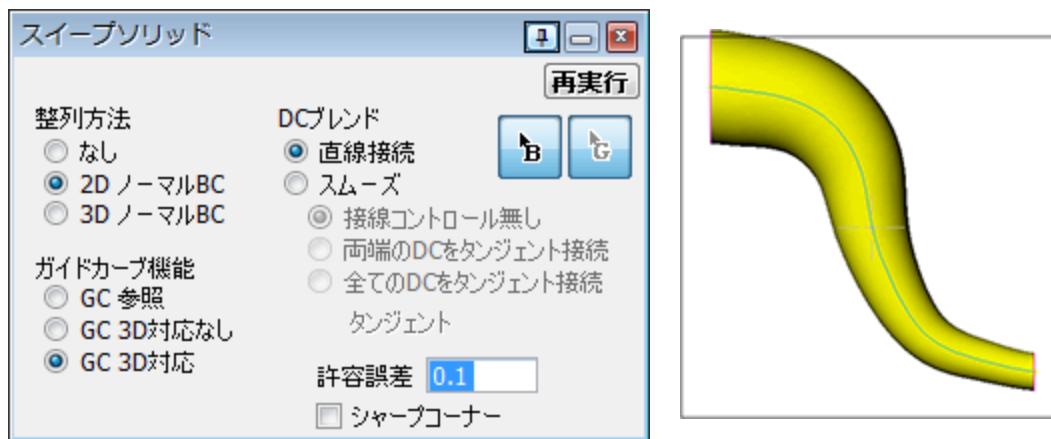 スイープソリッド
再実行
整列方法
なし
2D ノーマルBC
3D ノーマルBC
ガイドカーブ機能
GC 参照
GC 3D対応なし
GC 3D対応
DCブレンド
直線接続
スムーズ
接線コントロール無し
両端のDCをタンジェント接続
全てのDCをタンジェント接続
タンジェント
許容誤差 0.1
シャープコーナー
B
G